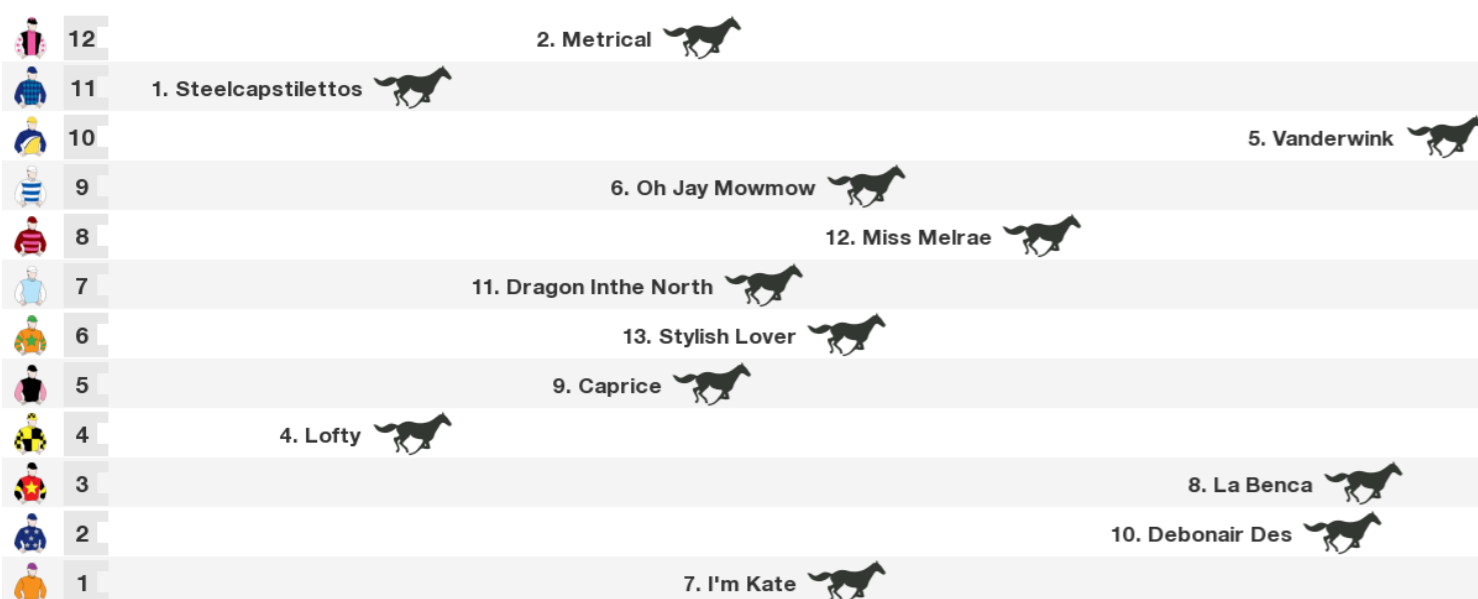 12 2. Metrical
11 1. Steelcapstilettos
10 5. Vanderwink
9 6. Oh Jay Mowmow
8 12. Miss Melrae
7 11. Dragon Inthe North
6 13. Stylish Lover
5 9. Caprice
4 4. Lofty
3 8. La Benca
2 10. Debonair Des
1 7. I'm Kate